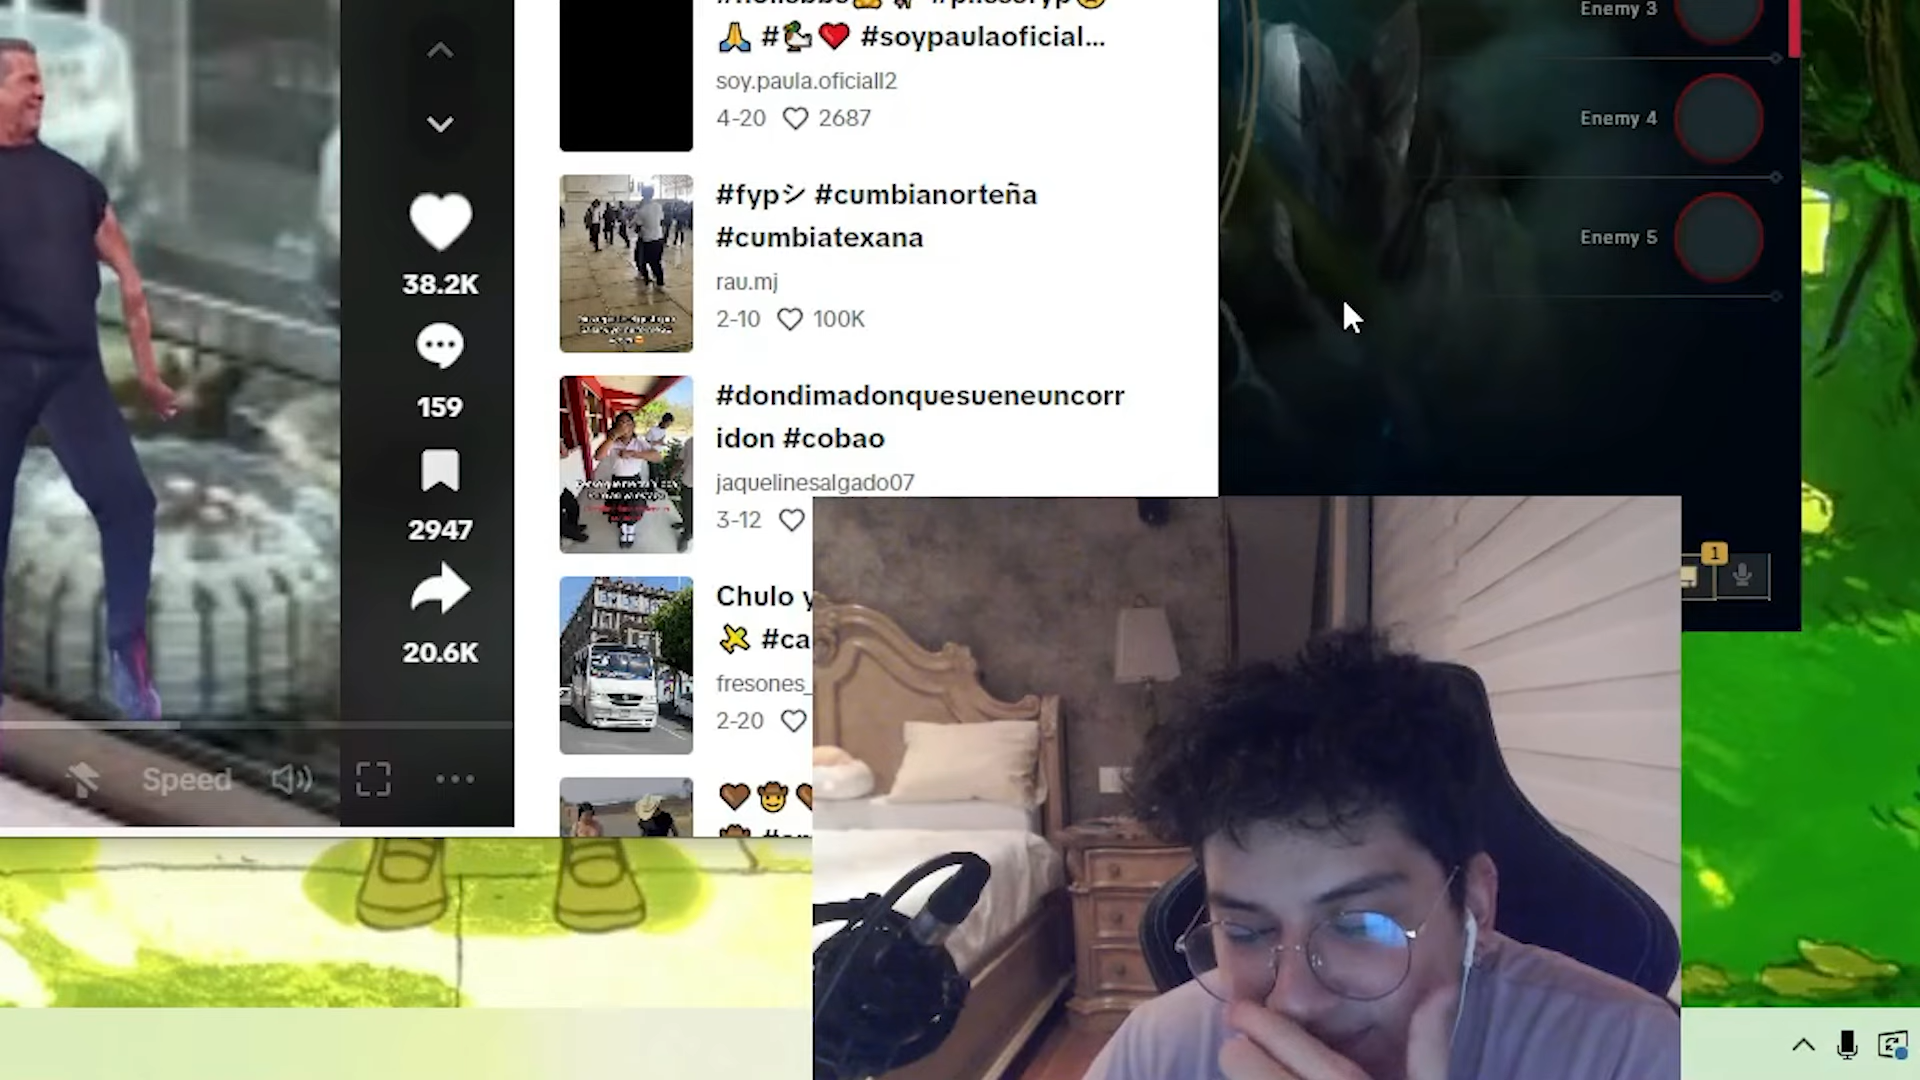 38.2K
159
2947
20.6K
Speed
🙏 #🦆❤️ #soypaulaoficial...
soy.paula.oficiall2
4-20 2687
#fypシ #cumbianorteña
#cumbiatexana
rau.mj
2-10 100K
#dondimadonquesueneuncorr
idon #cobao
jaquelinesalgado07
3-12
Chulo y
#ca
fresones_
2-20
Enemy 3
Enemy 4
Enemy 5
1